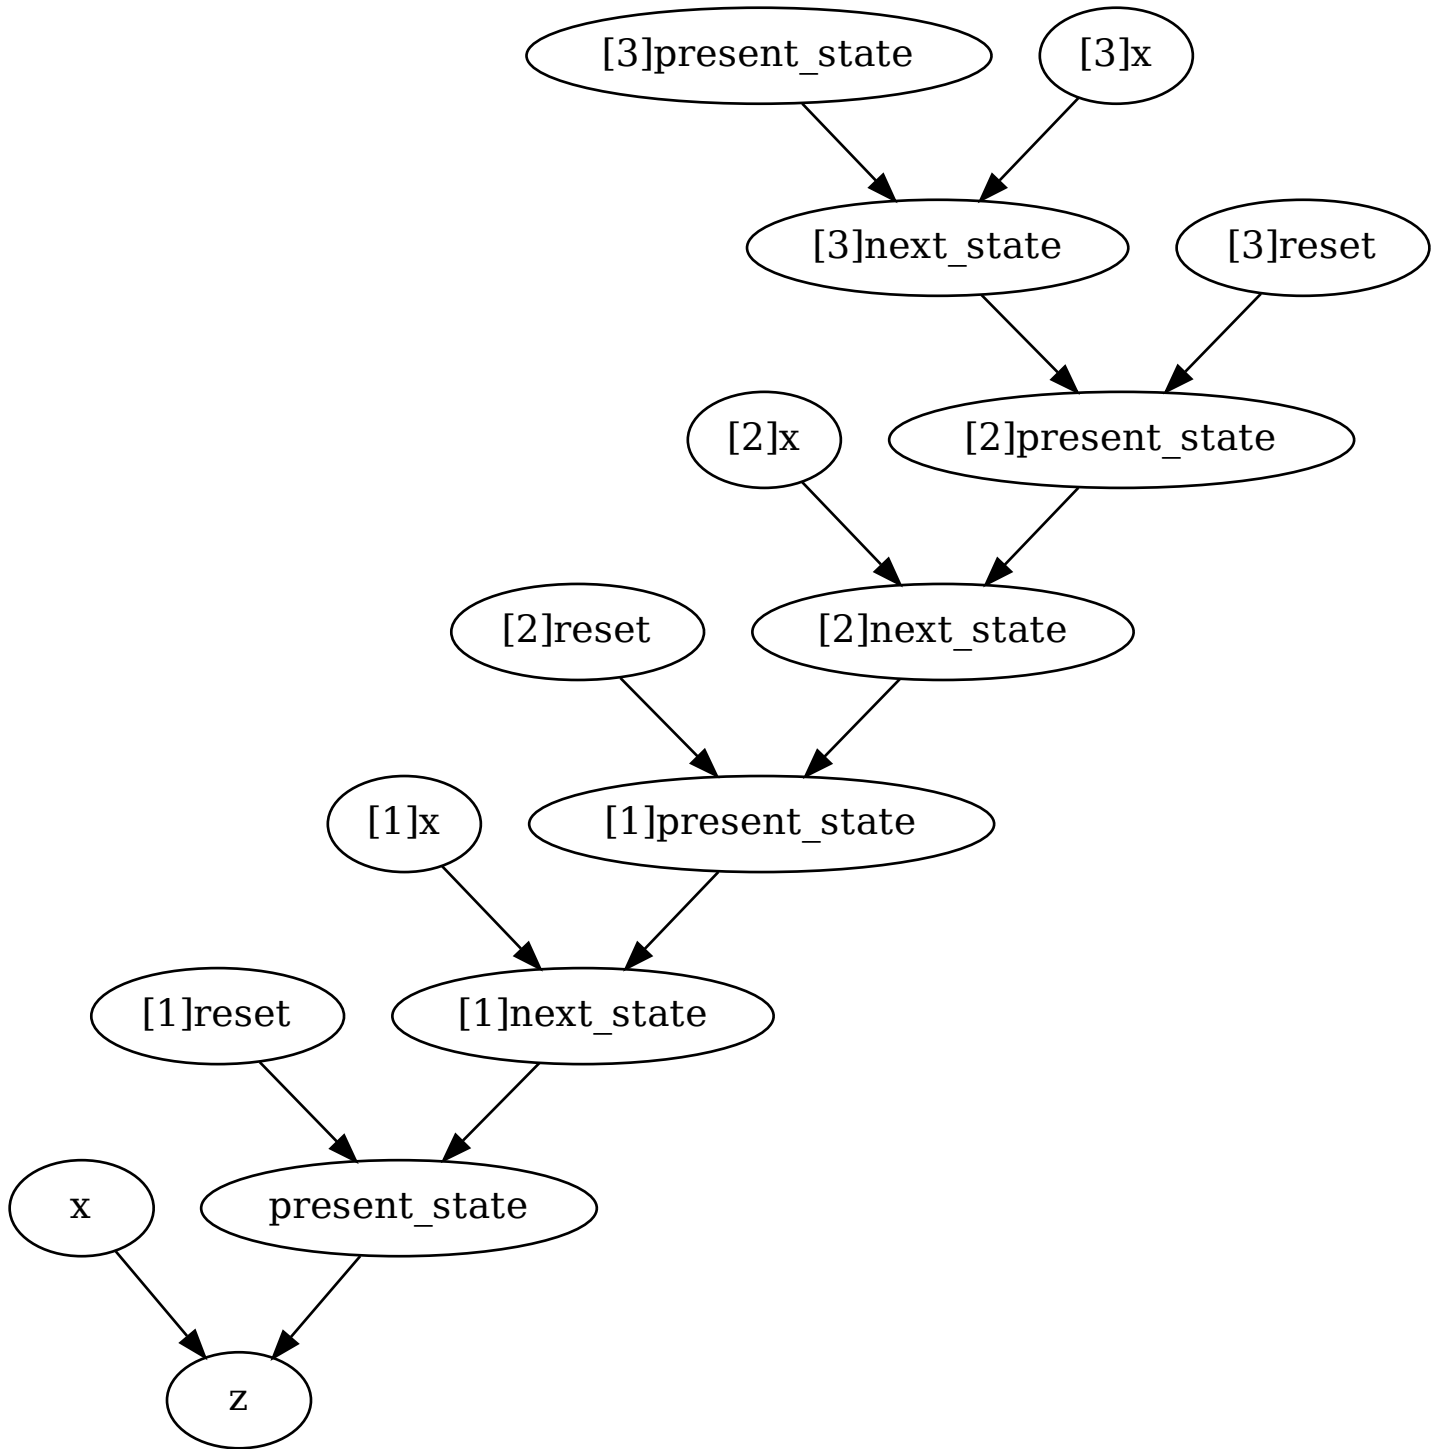 [3]present_state
[3]x
[3]next_state
[3]reset
[2]x
[2]present_state
[2]reset
[2]next_state
[1]x
[1]present_state
[1]reset
[1]next_state
x
present_state
z